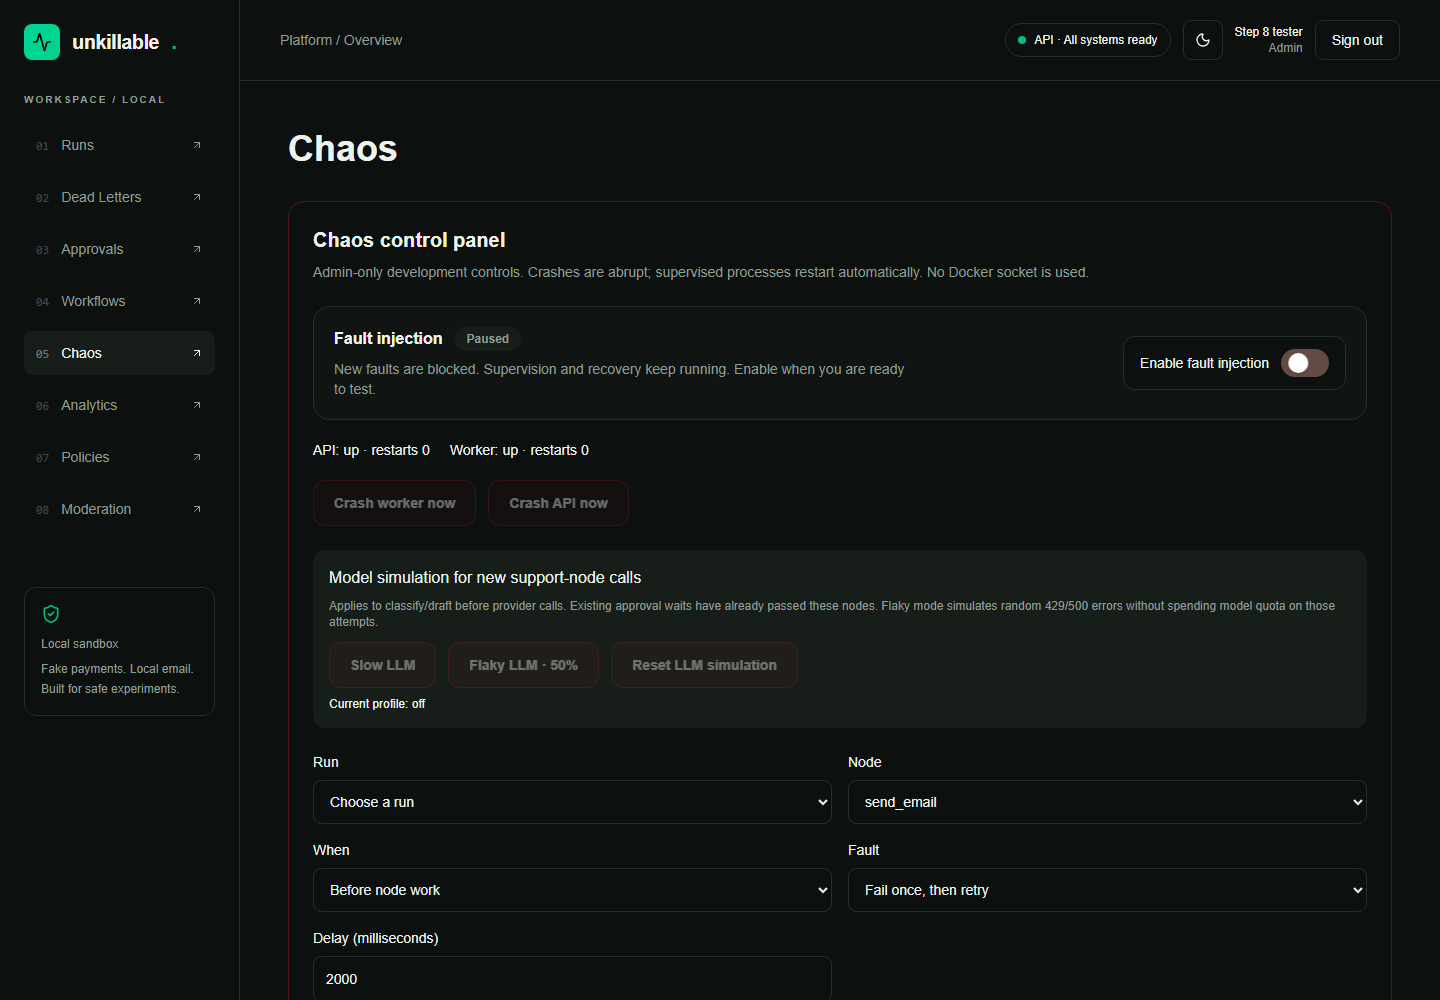 unkillable .
WORKSPACE / LOCAL
01 Runs
02 Dead Letters
03 Approvals
04 Workflows
05 Chaos
06 Analytics
07 Policies
08 Moderation
Local sandbox
Fake payments. Local email.
Built for safe experiments.
Platform / Overview
API · All systems ready
Step 8 tester
Admin
Sign out
Chaos
Chaos control panel
Admin-only development controls. Crashes are abrupt; supervised processes restart automatically. No Docker socket is used.
Fault injection Paused
New faults are blocked. Supervision and recovery keep running. Enable when you are ready
to test.
Enable fault injection
API: up · restarts 0 Worker: up · restarts 0
Crash worker now Crash API now
Model simulation for new support-node calls
Applies to classify/draft before provider calls. Existing approval waits have already passed these nodes. Flaky mode simulates random 429/500 errors without spending model quota on those
attempts.
Slow LLM Flaky LLM · 50% Reset LLM simulation
Current profile: off
Run Node
Choose a run send_email
When Fault
Before node work Fail once, then retry
Delay (milliseconds)
2000